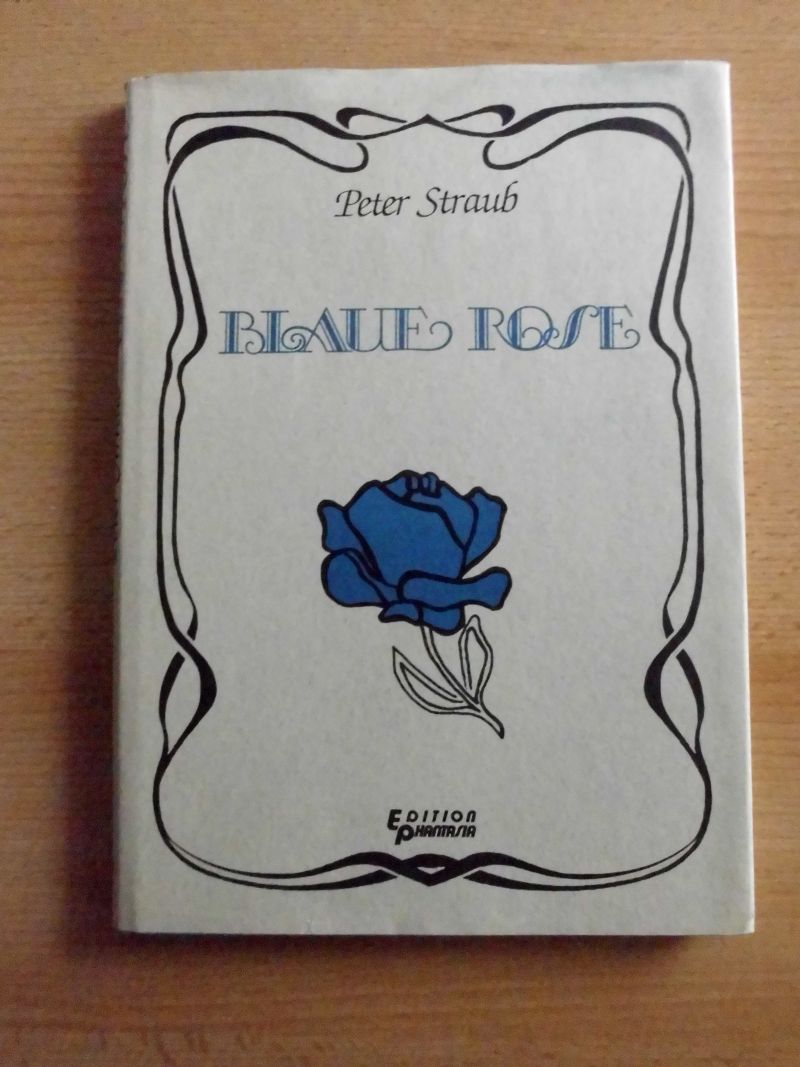 Peter Straub
BLAUE ROSE
EDITION
PHANTASIA